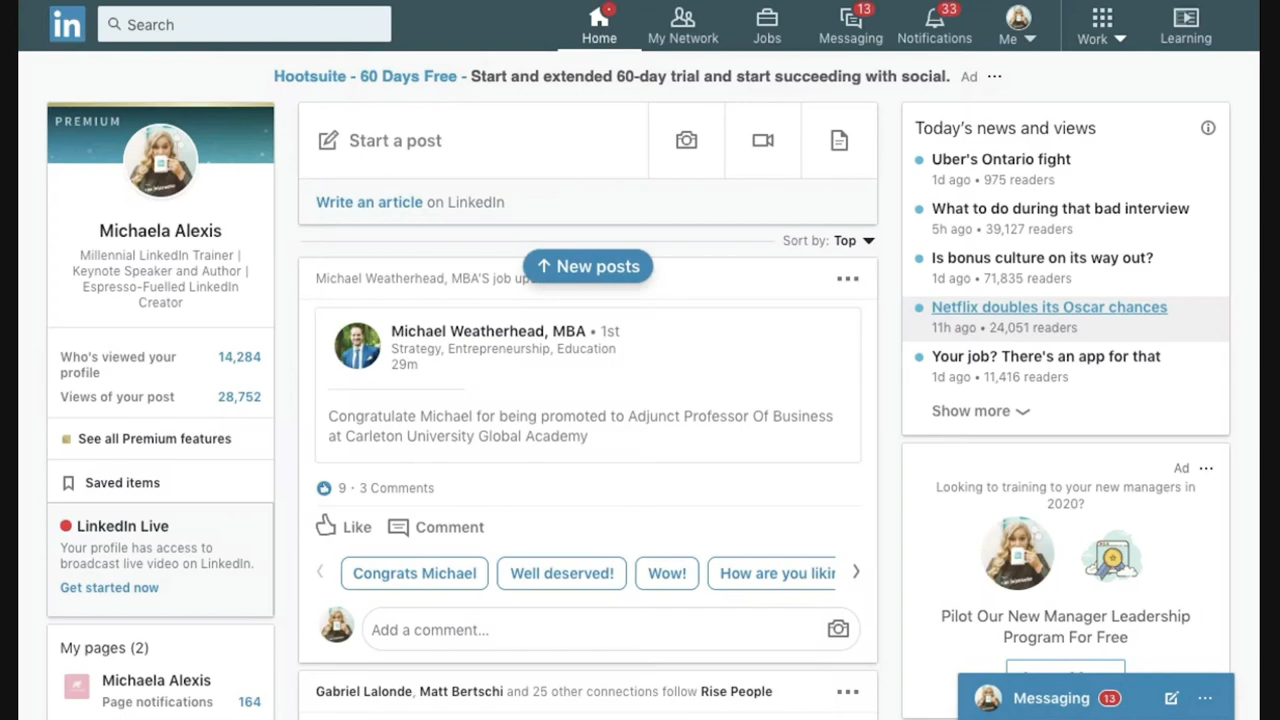 in Search
13
33
Home My Network Jobs Messaging Notifications Me Work Learning
Hootsuite - 60 Days Free - Start and extended 60-day trial and start succeeding with social. Ad
PREMIUM
Michaela Alexis
Millennial LinkedIn Trainer |
Keynote Speaker and Author |
Espresso-Fuelled LinkedIn
Creator
Who's viewed your
profile
14,284
Views of your post 28,752
See all Premium features
Saved items
LinkedIn Live
Your profile has access to
broadcast live video on LinkedIn.
Get started now
My pages (2)
Michaela Alexis
Page notifications 164
Start a post
Write an article on LinkedIn
Sort by: Top
↑ New posts
Michael Weatherhead, MBA'S job
Michael Weatherhead, MBA • 1st
Strategy, Entrepreneurship, Education
29m
Congratulate Michael for being promoted to Adjunct Professor Of Business
at Carleton University Global Academy
9 · 3 Comments
Like Comment
Congrats Michael Well deserved! Wow! How are you
Add a comment...
Gabriel Lalonde, Matt Bertschi and 25 other connections follow Rise People
Today's news and views
Uber's Ontario fight
1d ago • 975 readers
What to do during that bad interview
5h ago • 39,127 readers
Is bonus culture on its way out?
1d ago • 71,835 readers
Netflix doubles its Oscar chances
11h ago • 24,051 readers
Your job? There's an app for that
1d ago • 11,416 readers
Show more
Ad
Looking to training to your new managers in
2020?
Pilot Our New Manager Leadership
Program For Free
Messaging 13